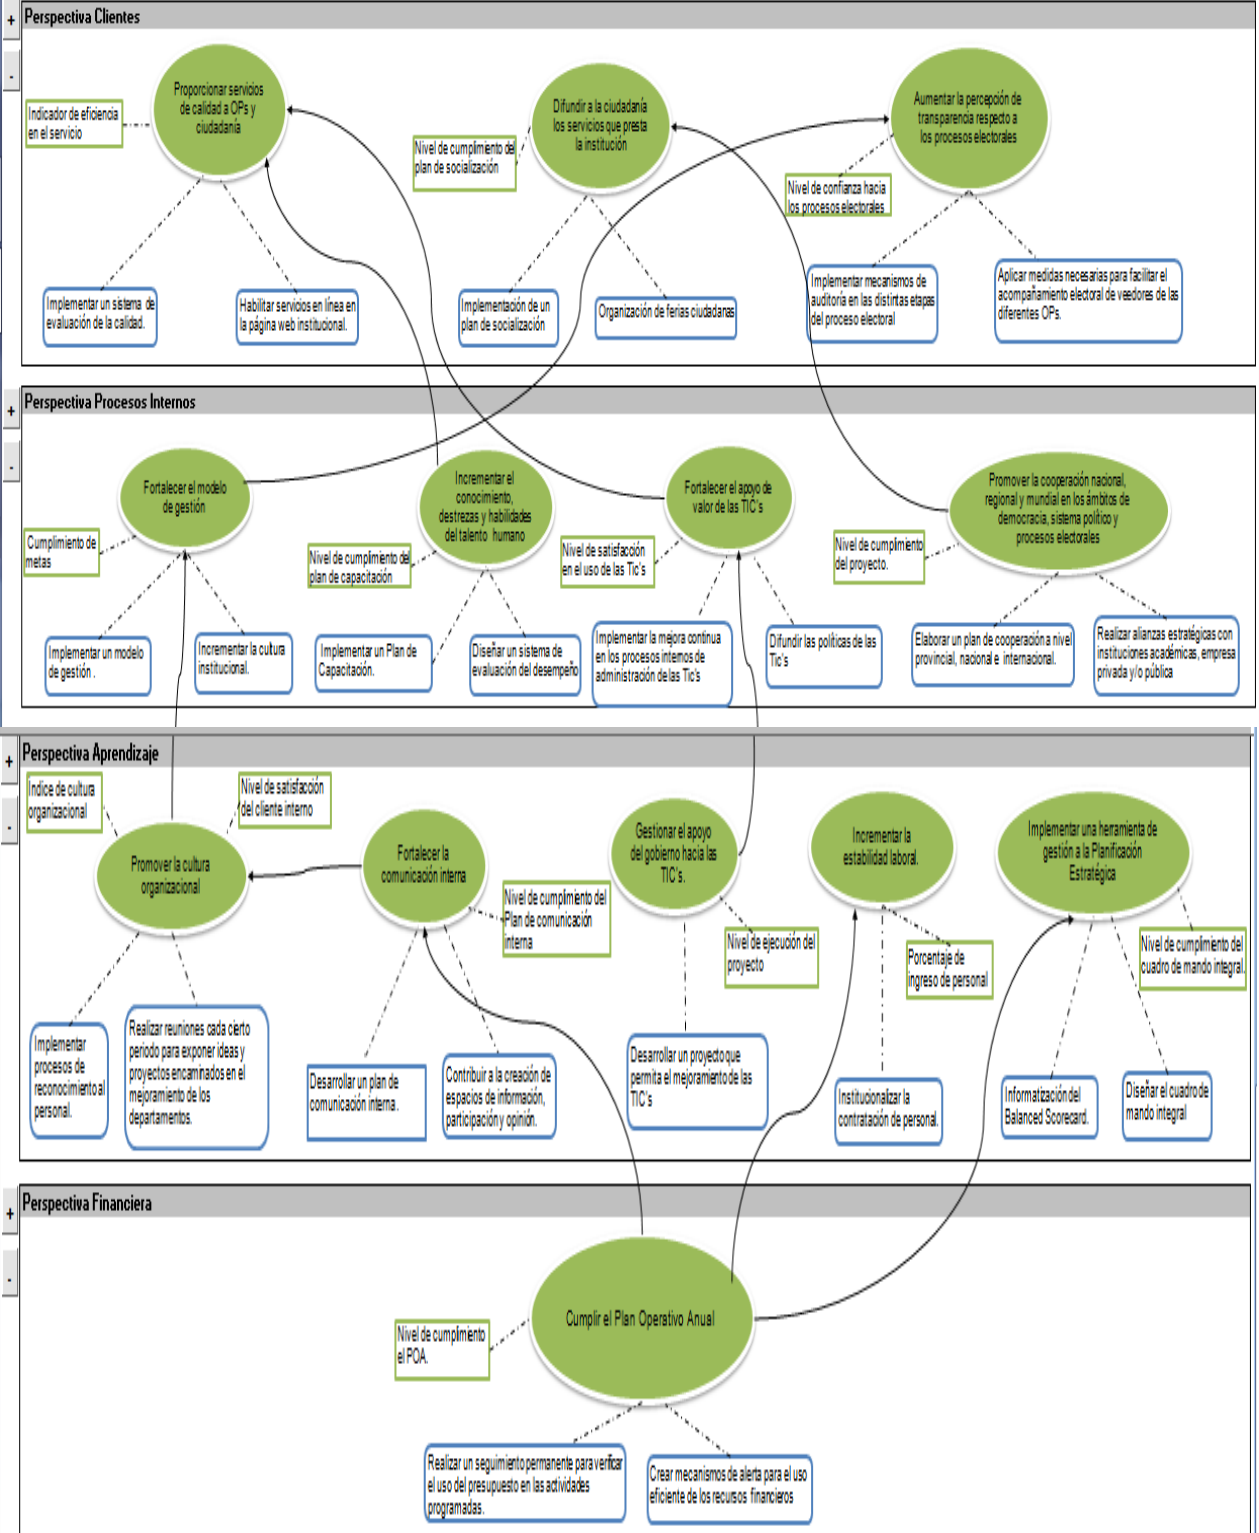 +
Perspectiva Clientes
-
Proporcionar servicios
de calidad a OPs y
ciudadanía
Indicador de eficiencia
en el servicio
Implementar un sistema de
evaluación de la calidad.
Habilitar servicios en línea en
la página web institucional.
Difundir a la ciudadanía
los servicios que presta
la institución
Nivel de cumplimiento del
plan de socialización
Implementación de un
plan de socialización
Organización de ferias ciudadanas
Aumentar la percepción de
transparencia respecto a
los procesos electorales
Nivel de confianza hacia
los procesos electorales
Implementar mecanismos de
auditoría en las distintas etapas
del proceso electoral
Aplicar medidas necesarias para facilitar el
acompañamiento electoral de veedores de las
diferentes OPs.
+
Perspectiva Procesos Internos
-
Fortalecer el modelo
de gestión
Cumplimiento de
metas
Implementar un modelo
de gestión .
Incrementar la cultura
institucional.
Incrementar el
conocimiento,
destrezas y habilidades
del talento humano
Nivel de cumplimiento del
plan de capacitación
Implementar un Plan de
Capacitación.
Diseñar un sistema de
evaluación del desempeño
Fortalecer el apoyo de
valor de las TIC's
Nivel de satisfacción
en el uso de las Tic's
Implementar la mejora continua
en los procesos internos de
administración de las Tic's
Difundir las políticas de las
Tic's
Promover la cooperación nacional,
regional y mundial en los ámbitos de
democracia, sistema político y
procesos electorales
Nivel de cumplimiento
del proyecto.
Elaborar un plan de cooperación a nivel
provincial, nacional e internacional.
Realizar alianzas estratégicas con
instituciones académicas, empresa
privada y/o pública
+
Perspectiva Aprendizaje
-
Índice de cultura
organizacional
Nivel de satisfacción
del cliente interno
Promover la cultura
organizacional
Implementar
procesos de
reconocimiento al
personal.
Realizar reuniones cada cierto
periodo para exponer ideas y
proyectos encaminados en el
mejoramiento de los
departamentos.
Fortalecer la
comunicación interna
Nivel de cumplimiento del
Plan de comunicación
interna
Desarrollar un plan de
comunicación interna.
Contribuir a la creación de
espacios de información,
participación y opinión.
Gestionar el apoyo
del gobierno hacia las
TIC's.
Nivel de ejecución del
proyecto
Desarrollar un proyecto que
permita el mejoramiento de las
TIC's
Incrementar la
estabilidad laboral.
Porcentaje de
ingreso de personal
Institucionalizar la
contratación de personal.
Implementar una herramienta de
gestión a la Planificación
Estratégica
Nivel de cumplimiento del
cuadro de mando integral.
Informatización del
Balanced Scorecard.
Diseñar el cuadro de
mando integral
+
Perspectiva Financiera
-
Cumplir el Plan Operativo Anual
Nivel de cumplimiento
el POA.
Realizar un seguimiento permanente para verificar
el uso del presupuesto en las actividades
programadas.
Crear mecanismos de alerta para el uso
eficiente de los recursos financieros